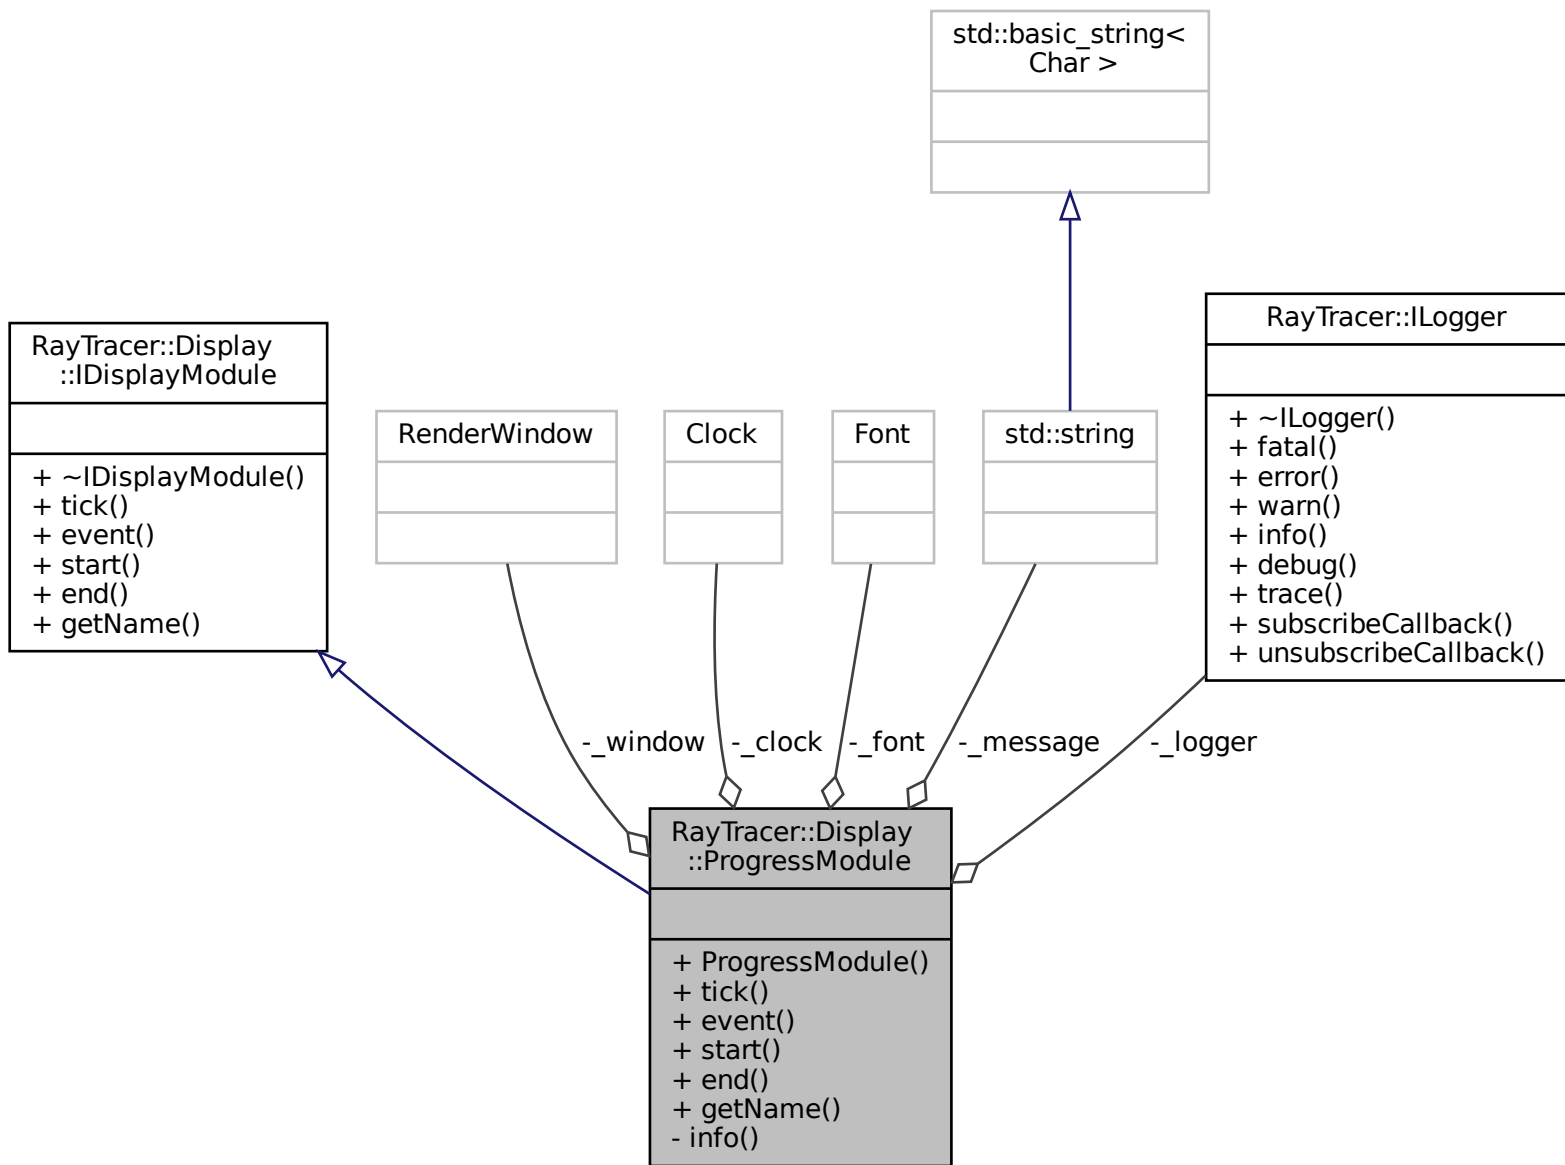 std::basic_string<
Char >
RayTracer::Display
::IDisplayModule
+ ~IDisplayModule()
+ tick()
+ event()
+ start()
+ end()
+ getName()
RenderWindow
Clock
Font
std::string
RayTracer::ILogger
+ ~ILogger()
+ fatal()
+ error()
+ warn()
+ info()
+ debug()
+ trace()
+ subscribeCallback()
+ unsubscribeCallback()
-_window
-_clock
-_font
-_message
-_logger
RayTracer::Display
::ProgressModule
+ ProgressModule()
+ tick()
+ event()
+ start()
+ end()
+ getName()
- info()